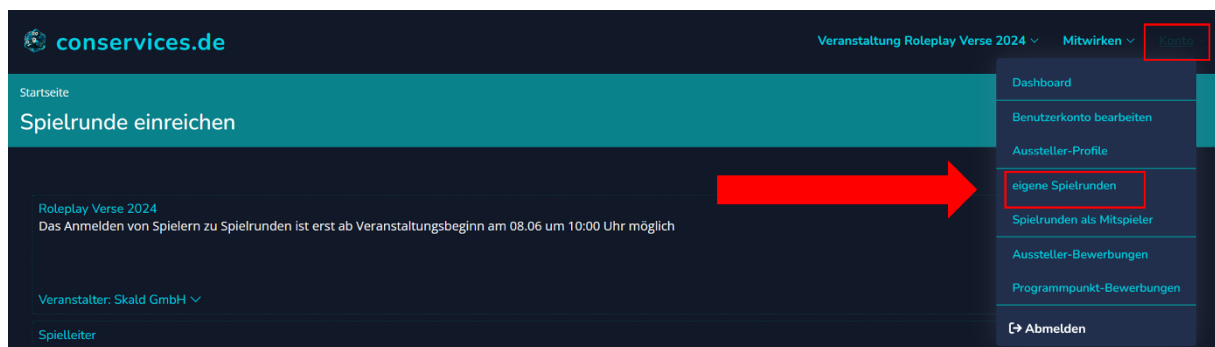 conservices.de
Veranstaltung Roleplay Verse 2024
Mitwirken
Konto
Startseite
Spielrunde einreichen
Roleplay Verse 2024
Das Anmelden von Spielern zu Spielrunden ist erst ab Veranstaltungsbeginn am 08.06 um 10:00 Uhr möglich
Veranstalter: Skald GmbH
Spielleiter
Dashboard
Benutzerkonto bearbeiten
Aussteller-Profile
eigene Spielrunden
Spielrunden als Mitspieler
Aussteller-Bewerbungen
Programmpunkt-Bewerbungen
Abmelden